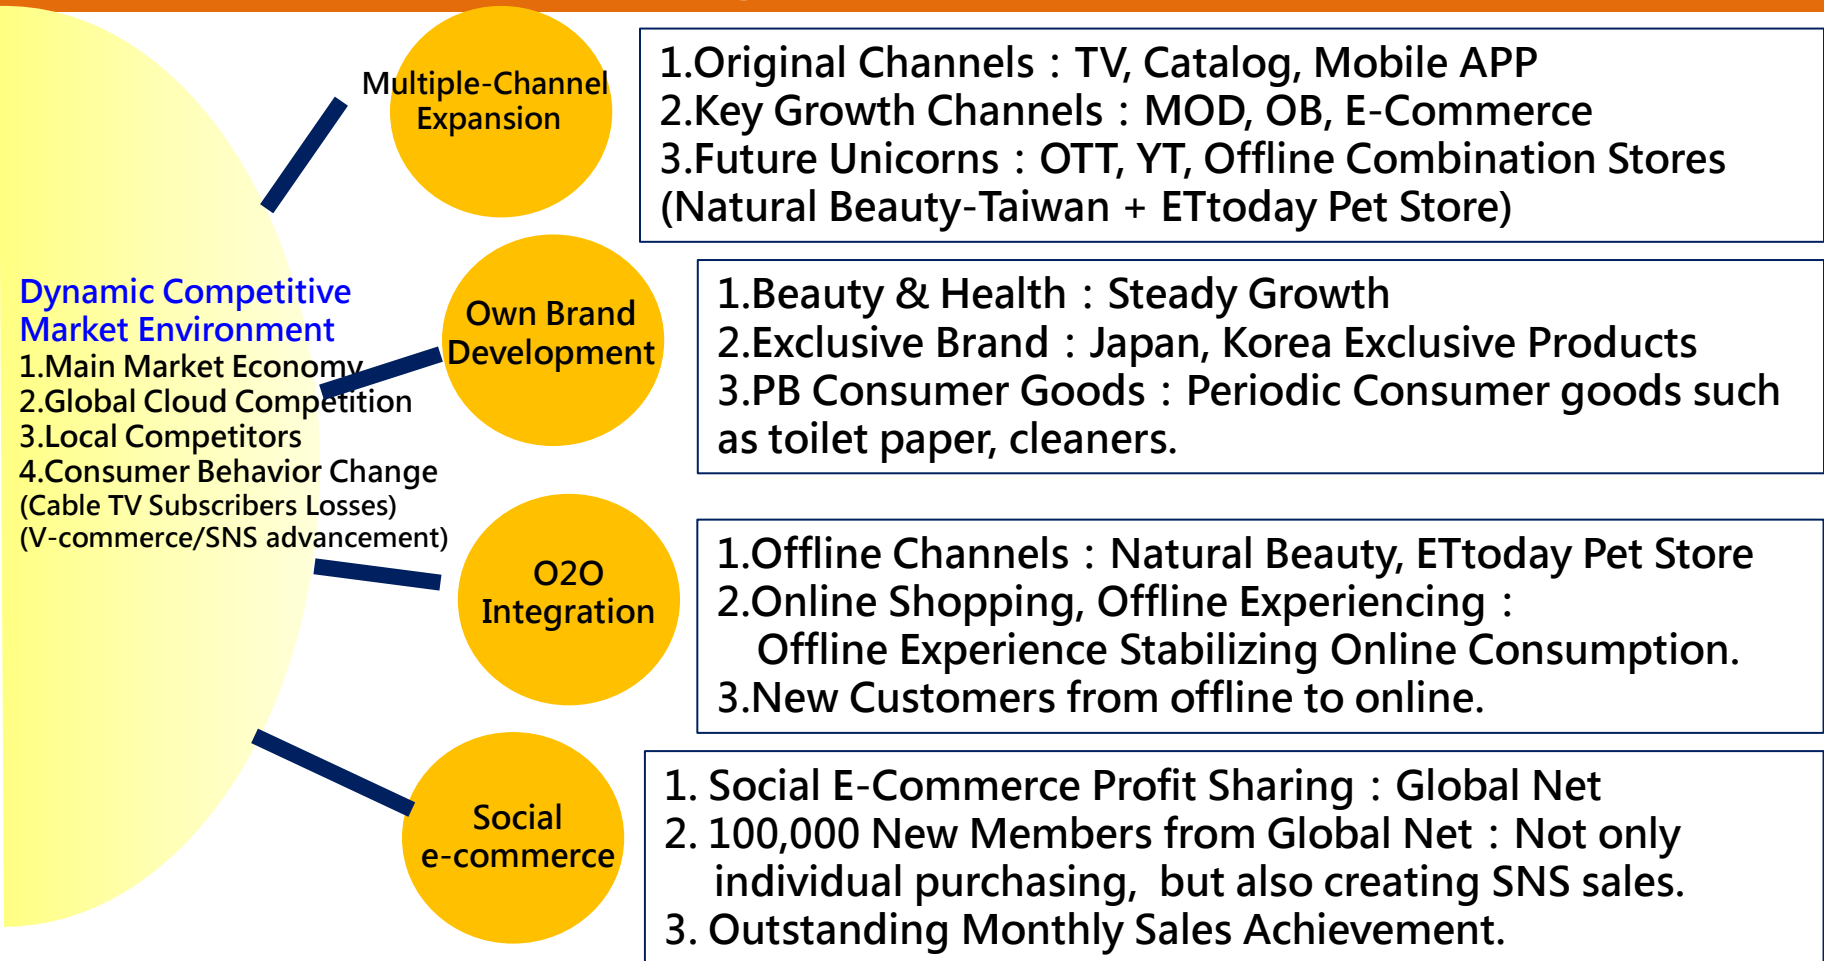 Multiple-Channel
Expansion
1.Original Channels：TV, Catalog, Mobile APP
2.Key Growth Channels：MOD, OB, E-Commerce
3.Future Unicorns：OTT, YT, Offline Combination Stores
(Natural Beauty-Taiwan + ETtoday Pet Store)
Dynamic Competitive
Market Environment
1.Main Market Economy
2.Global Cloud Competition
3.Local Competitors
4.Consumer Behavior Change
(Cable TV Subscribers Losses)
(V-commerce/SNS advancement)
Own Brand
Development
1.Beauty & Health：Steady Growth
2.Exclusive Brand：Japan, Korea Exclusive Products
3.PB Consumer Goods：Periodic Consumer goods such
as toilet paper, cleaners.
O2O
Integration
1.Offline Channels：Natural Beauty, ETtoday Pet Store
2.Online Shopping, Offline Experiencing：
Offline Experience Stabilizing Online Consumption.
3.New Customers from offline to online.
Social
e-commerce
1. Social E-Commerce Profit Sharing：Global Net
2. 100,000 New Members from Global Net：Not only
individual purchasing, but also creating SNS sales.
3. Outstanding Monthly Sales Achievement.